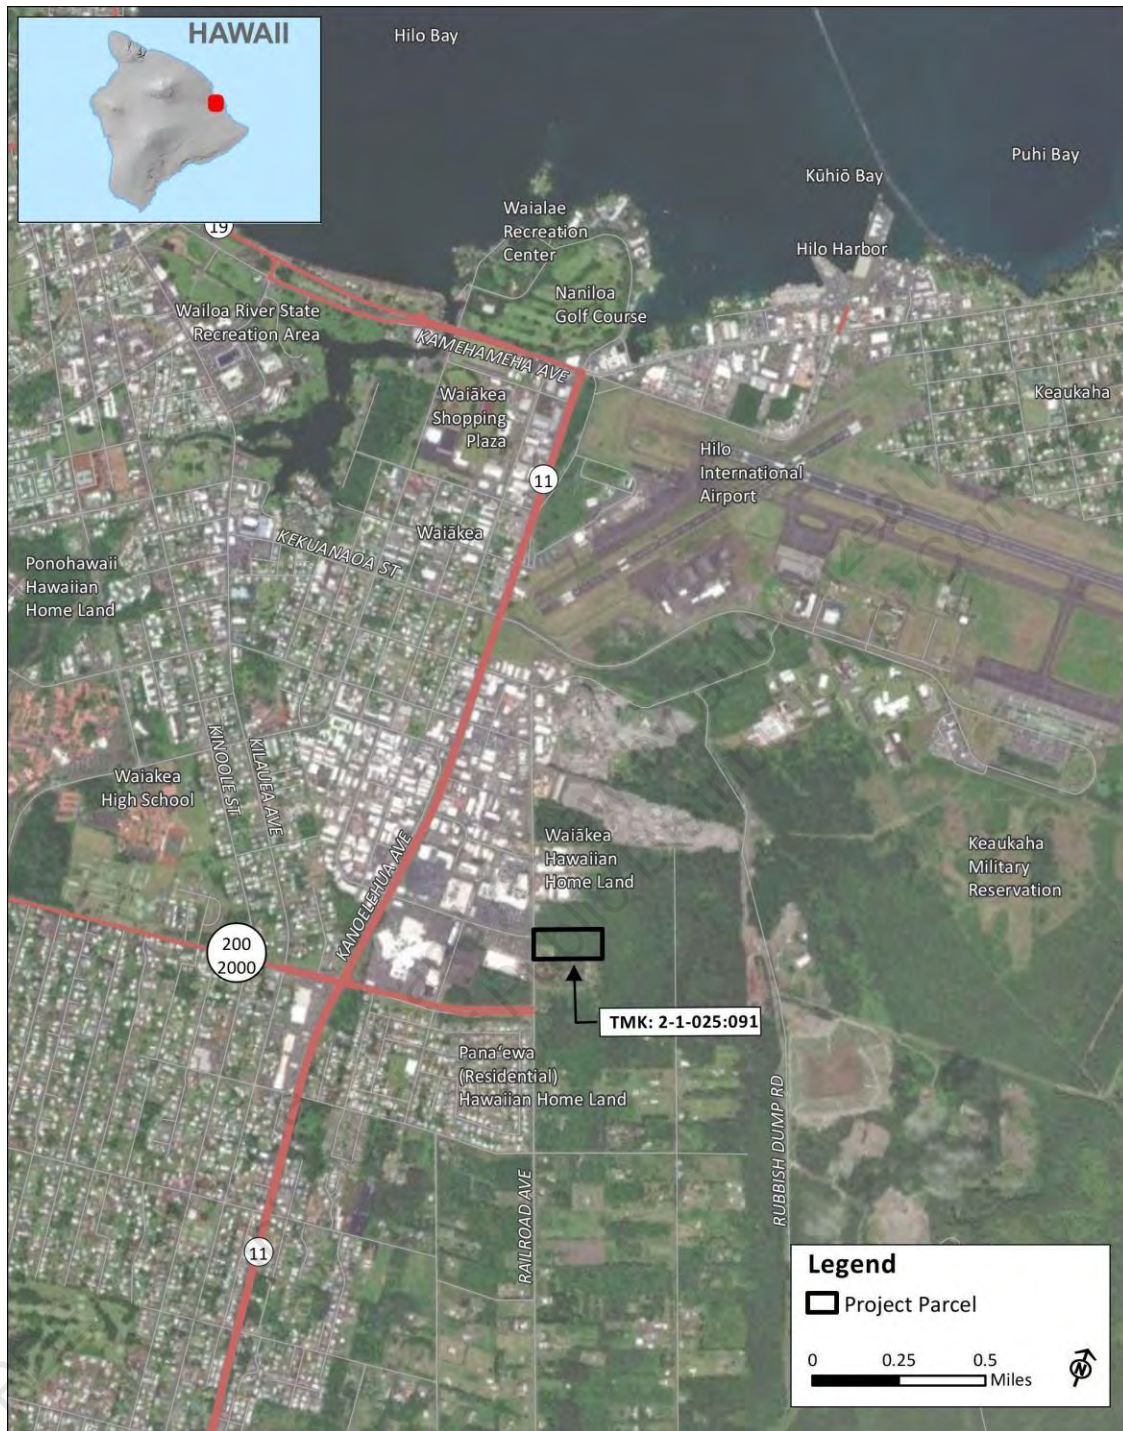 HAWAII
Hilo Bay
Puhi Bay
Kūhiō Bay
Waialae
Recreation
Center
19
Hilo Harbor
Naniloa
Golf Course
Wailoa River State
Recreation Area
KAMEHAMEHA AVE
Waiākea
Shopping
Plaza
Keaukaha
Hilo
International
Airport
11
Waiākea
KEKUANAOA ST
Ponohawaii
Hawaiian
Home Land
KINOOLE ST
KILAUEA AVE
Waiakea
High School
Waiākea
Hawaiian
Home Land
Keaukaha
Military
Reservation
KANOELEHUA AVE
200
2000
TMK: 2-1-025:091
Panaʻewa
(Residential)
Hawaiian Home Land
RAILROAD AVE
RUBBISH DUMP RD
11
Legend
Project Parcel
0 0.25 0.5
Miles
N